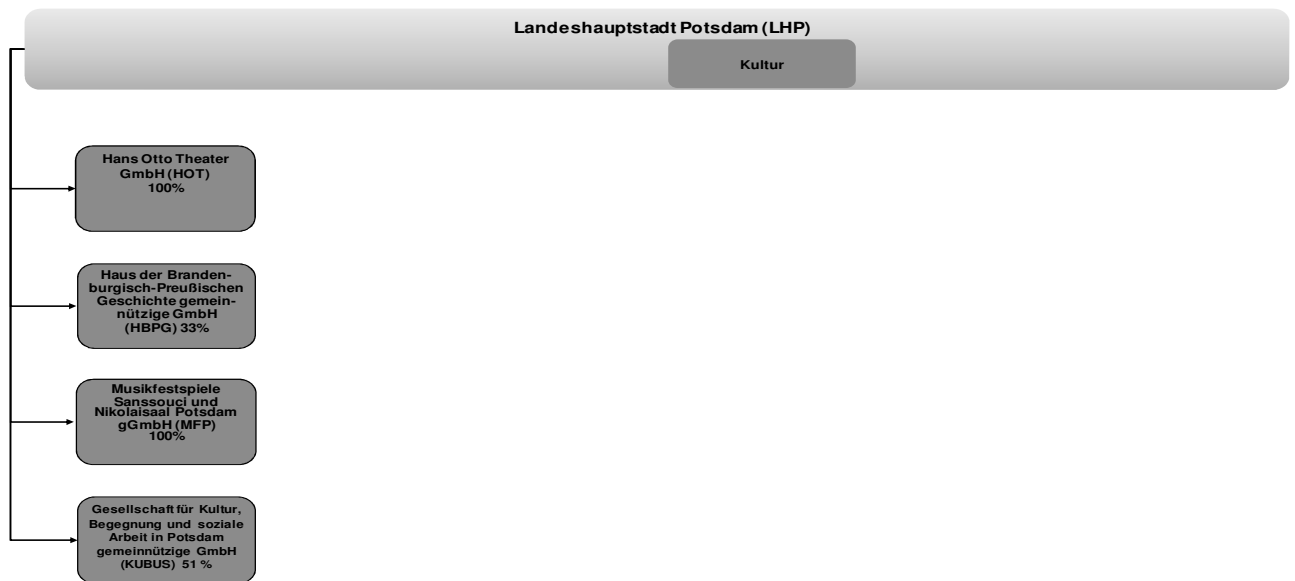 Landeshauptstadt Potsdam (LHP)
Kultur
Hans Otto Theater
GmbH (HOT)
100%
Haus der Branden-
burgisch-Preußischen
Geschichte gemein-
nützige GmbH
(HBPG) 33%
Musikfestspiele
Sanssouci und
Nikolaisaal Potsdam
gGmbH (MFP)
100%
Gesellschaft für Kultur,
Begegnung und soziale
Arbeit in Potsdam
gemeinnützige GmbH
(KUBUS) 51 %